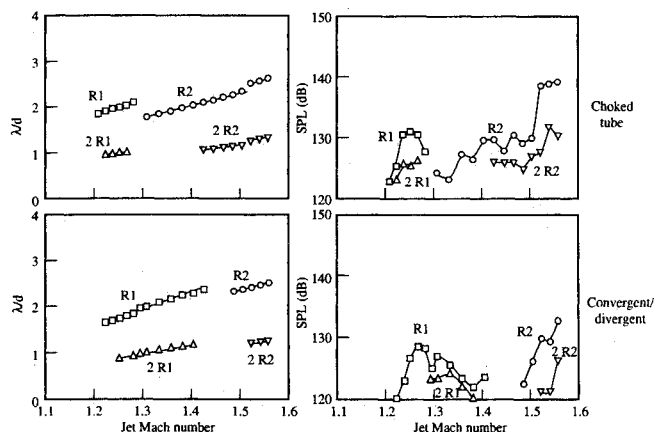 4
3
2
1
0
λ/d
R1
R2
2 R1
2 R2
150
140
130
120
SPL (dB)
R1
2 R1
R2
2 R2
Choked
tube
4
3
2
1
0
λ/d
R1
R2
2 R1
2 R2
1.1
1.2
1.3
1.4
1.5
1.6
Jet Mach number
150
140
130
120
SPL (dB)
R1
2 R1
R2
2 R2
1.1
1.2
1.3
1.4
1.5
1.6
Jet Mach number
Convergent/
divergent